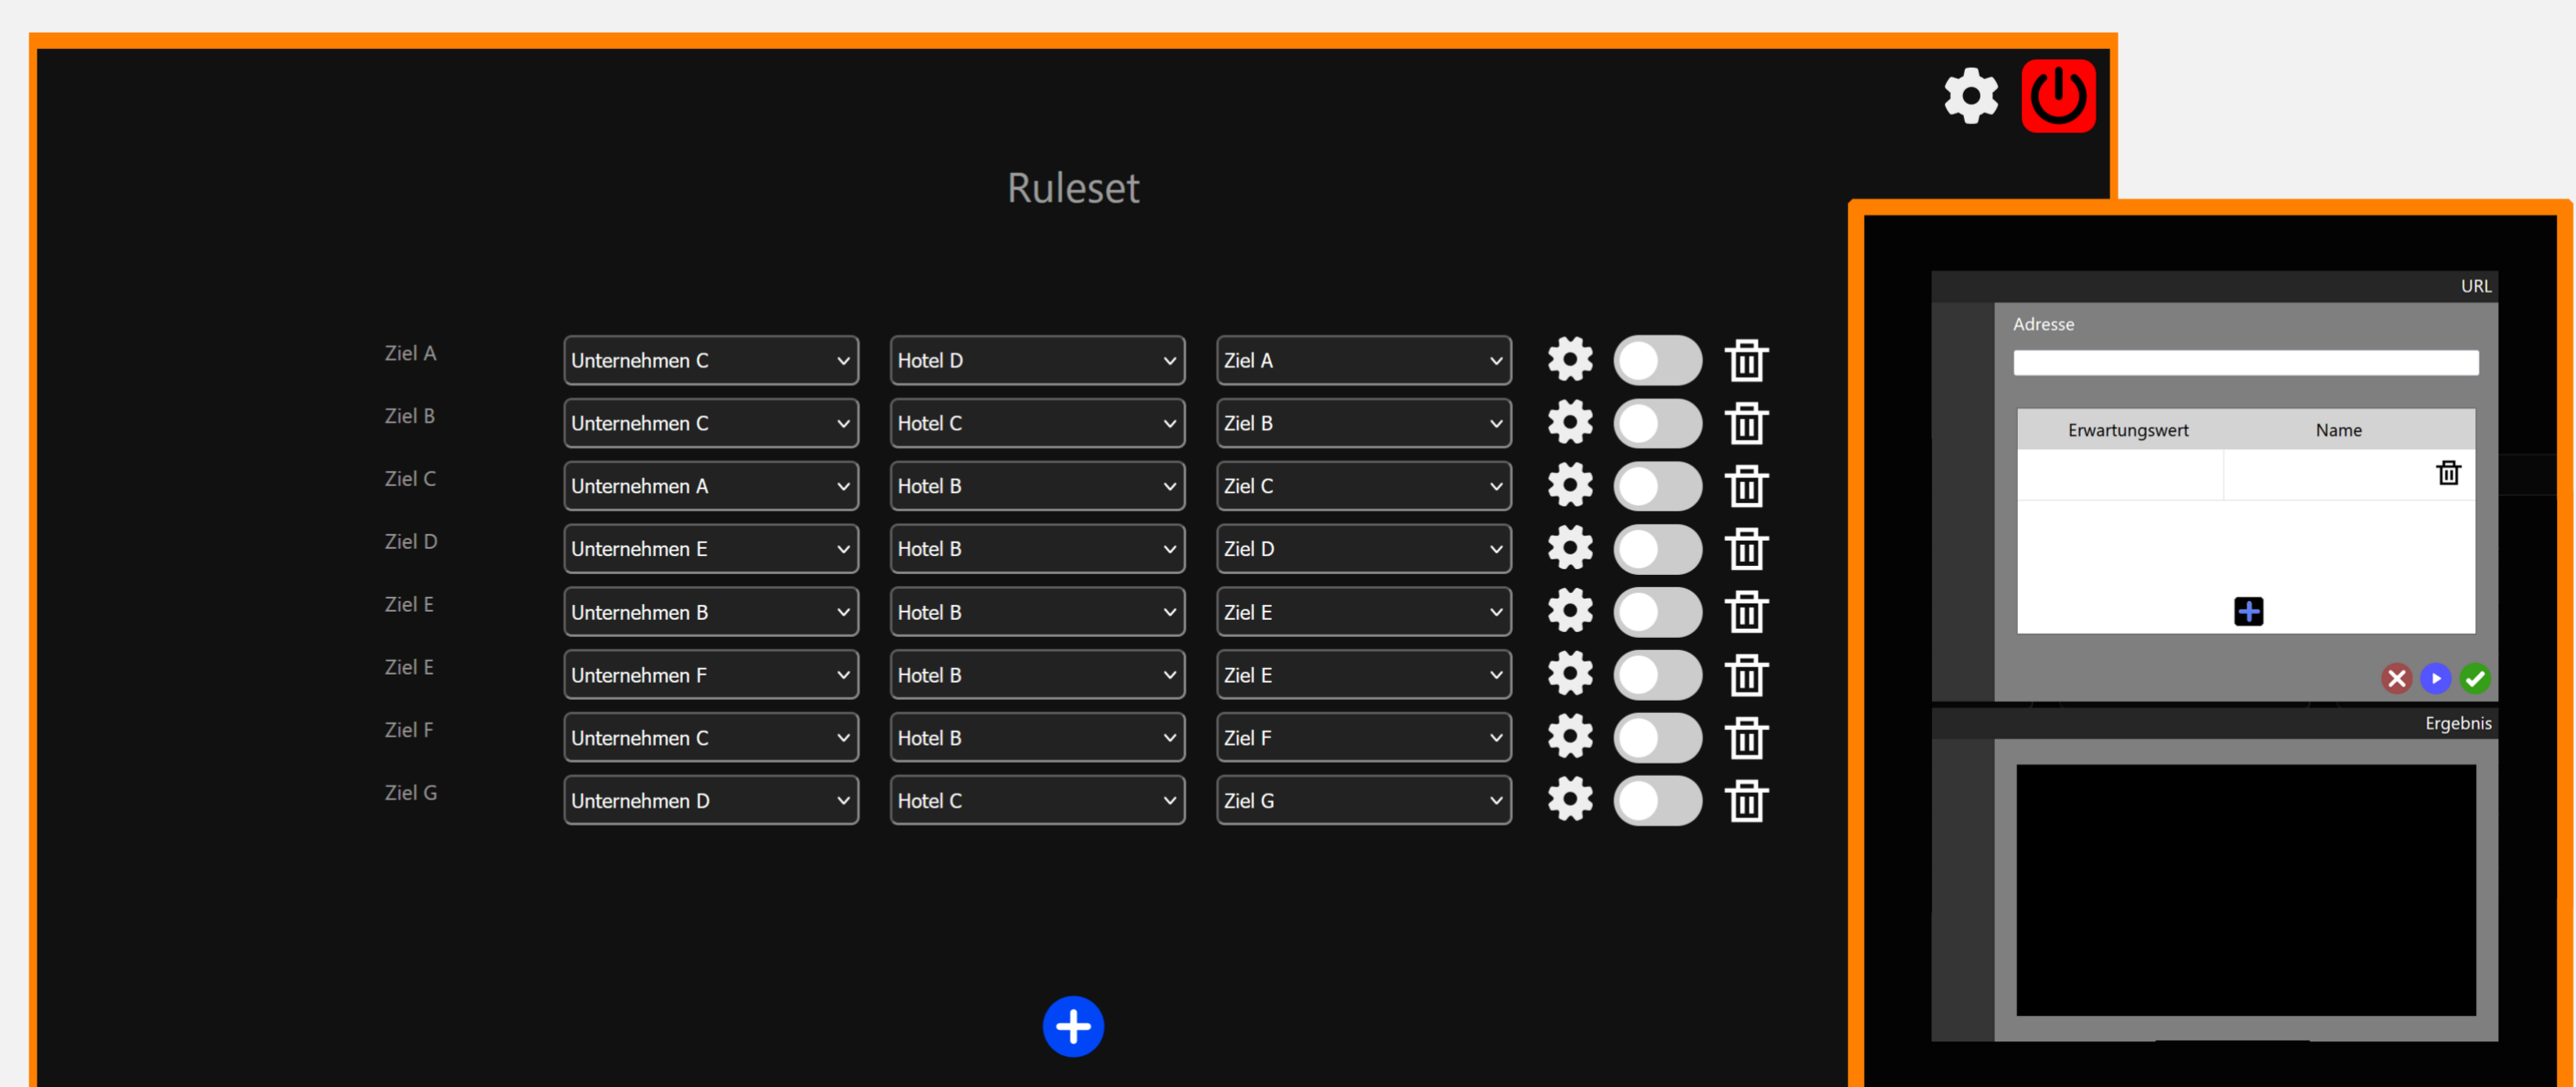 Ruleset
Ziel A Unternehmen C Hotel D Ziel A
Ziel B Unternehmen C Hotel C Ziel B
Ziel C Unternehmen A Hotel B Ziel C
Ziel D Unternehmen E Hotel B Ziel D
Ziel E Unternehmen B Hotel B Ziel E
Ziel E Unternehmen F Hotel B Ziel E
Ziel F Unternehmen C Hotel B Ziel F
Ziel G Unternehmen D Hotel C Ziel G
URL
Adresse
Erwartungswert Name
Ergebnis